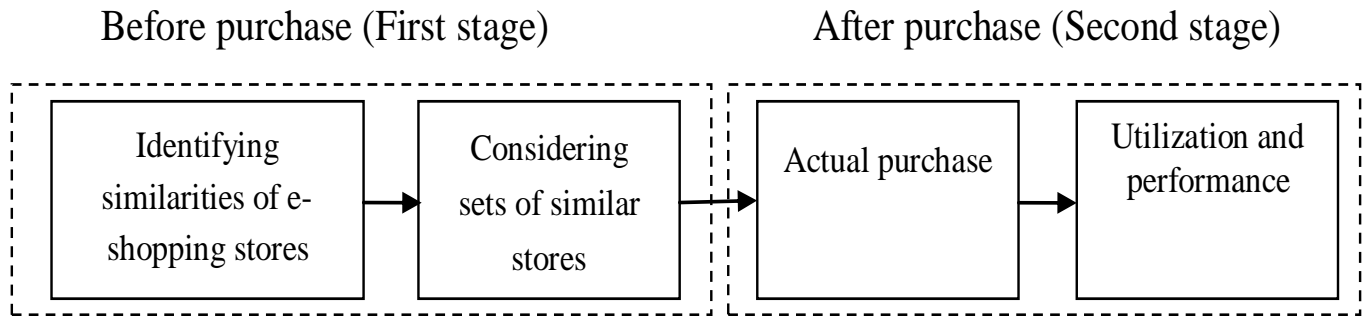 Before purchase (First stage)
After purchase (Second stage)
Identifying
similarities of e-
shopping stores
Considering
sets of similar
stores
Actual purchase
Utilization and
performance